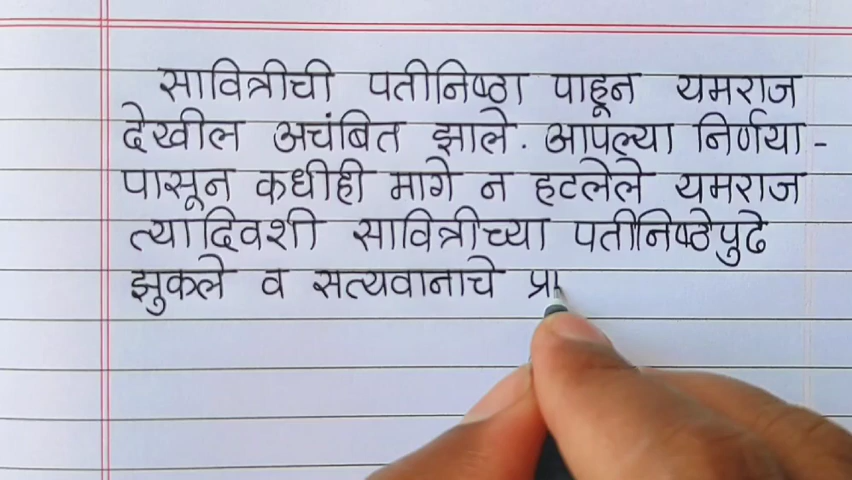 सावित्रीची पतीनिष्ठा पाहून यमराज
देखील अचंबित झाले. आपल्या निर्णया -
पासून कधीही मागे न हटलेले यमराज
त्यादिवशी सावित्रीच्या पतीनिष्ठेपुढे
झुकले व सत्यवानाचे प्रा